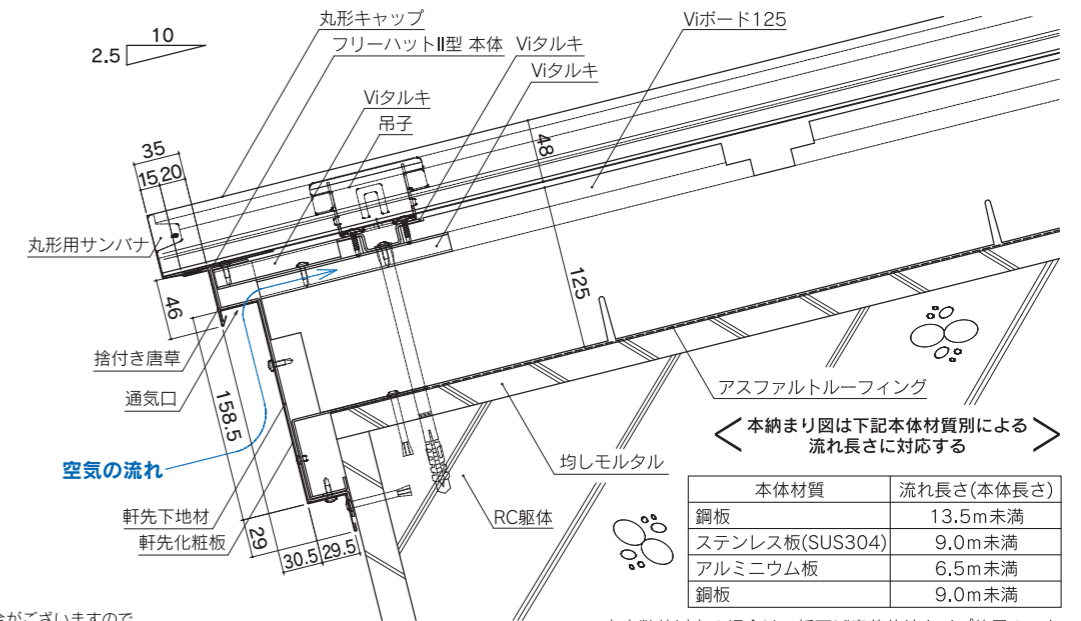 丸形キャップ
フリーハットⅡ型 本体
Viタルキ
Viタルキ
Viボード125
10
2.5
Viタルキ
吊子
35
15
20
48
125
丸形用サンバナ
46
捨付き唐草
通気口
158.5
空気の流れ
軒先下地材
軒先化粧板
29
30.5
29.5
アスファルトルーフィング
均しモルタル
RC躯体
本納まり図は下記本体材質別による
流れ長さに対応する
本体材質 流れ長さ(本体長さ)
鋼板 13.5m未満
ステンレス板(SUS304) 9.0m未満
アルミニウム板 6.5m未満
銅板 9.0m未満
合がございますので